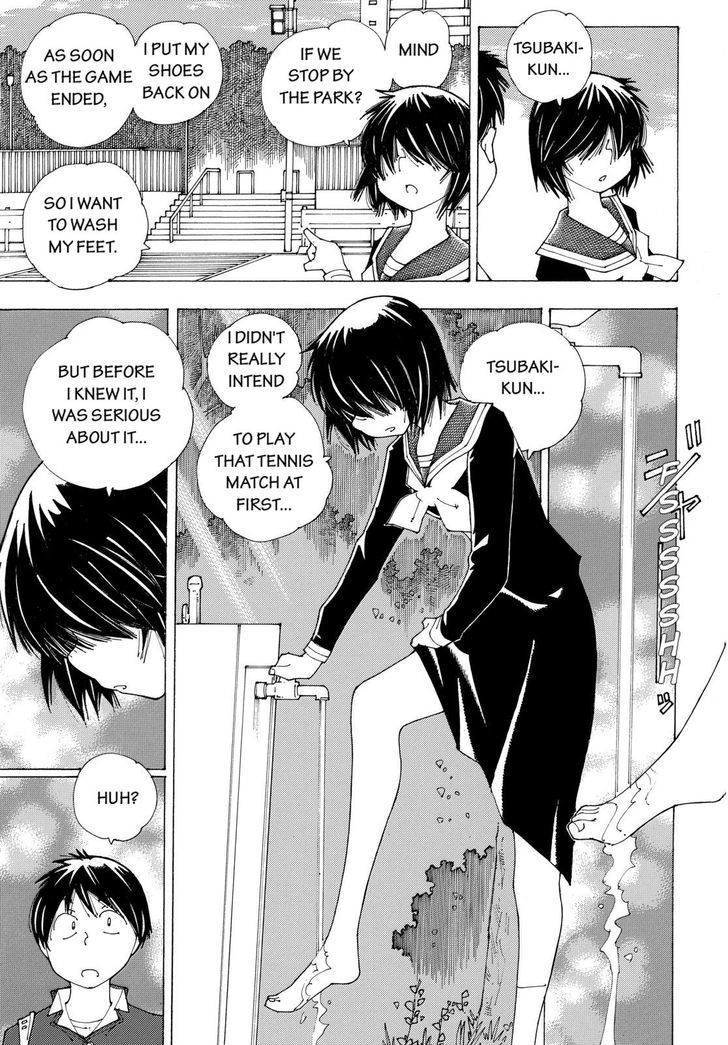 TSUBAKI-
KUN...
MIND
IF WE
STOP BY
THE PARK?
I PUT MY
SHOES
BACK ON
AS SOON
AS THE GAME
ENDED,
SO I WANT
TO WASH
MY FEET.
TSUBAKI-
KUN...
PSSSSSHH
I DIDN'T
REALLY
INTEND
TO PLAY
THAT TENNIS
MATCH AT
FIRST...
BUT BEFORE
I KNEW IT, I
WAS SERIOUS
ABOUT IT...
HUH?